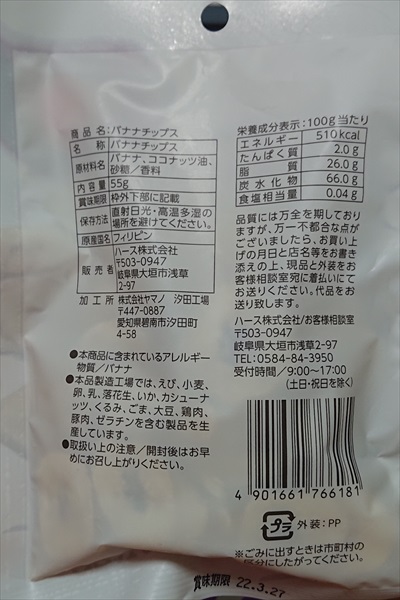 商品名:バナナチップス
名称 バナナチップス
原材料名 バナナ、ココナッツ油、
砂糖／香料
内容量 55g
賞味期限 枠外下部に記載
保存方法 直射日光・高温多湿の
場所を避けてください。
原産国名 フィリピン
販売者 ハース株式会社
〒503-0947
岐阜県大垣市浅草
2-97
加工所 株式会社ヤマノ 汐田工場
〒447-0887
愛知県碧南市汐田町
4-58
●本商品に含まれているアレルギー
物質／バナナ
●本品製造工場では、えび、小麦、
卵、乳、落花生、いか、カシューナ
ッツ、くるみ、ごま、大豆、鶏肉、
豚肉、ゼラチンを含む製品を生
産しています。
●取扱い上の注意／開封後はお早
めにお召し上がりください。
栄養成分表示:100g当たり
エネルギー 510kcal
たんぱく質 2.0g
脂質 26.0g
炭水化物 66.0g
食塩相当量 0.04g
品質には万全を期しており
ますが、万一不都合な点が
ございましたら、お買い上
げの月日と店名等をお書き
添えの上、現品と外装をお
客様相談室宛に着払いにて
お送りください。代品をお
送り致します。
ハース株式会社/お客様相談室
〒503-0947
岐阜県大垣市浅草2-97
TEL:0584-84-3950
受付時間／9:00～17:00
(土日・祝日を除く)
4 901661 766181
プラ 外装:PP
※ごみに出すときは市町村の
区分にしたがってください。
賞味期限 22.3.27